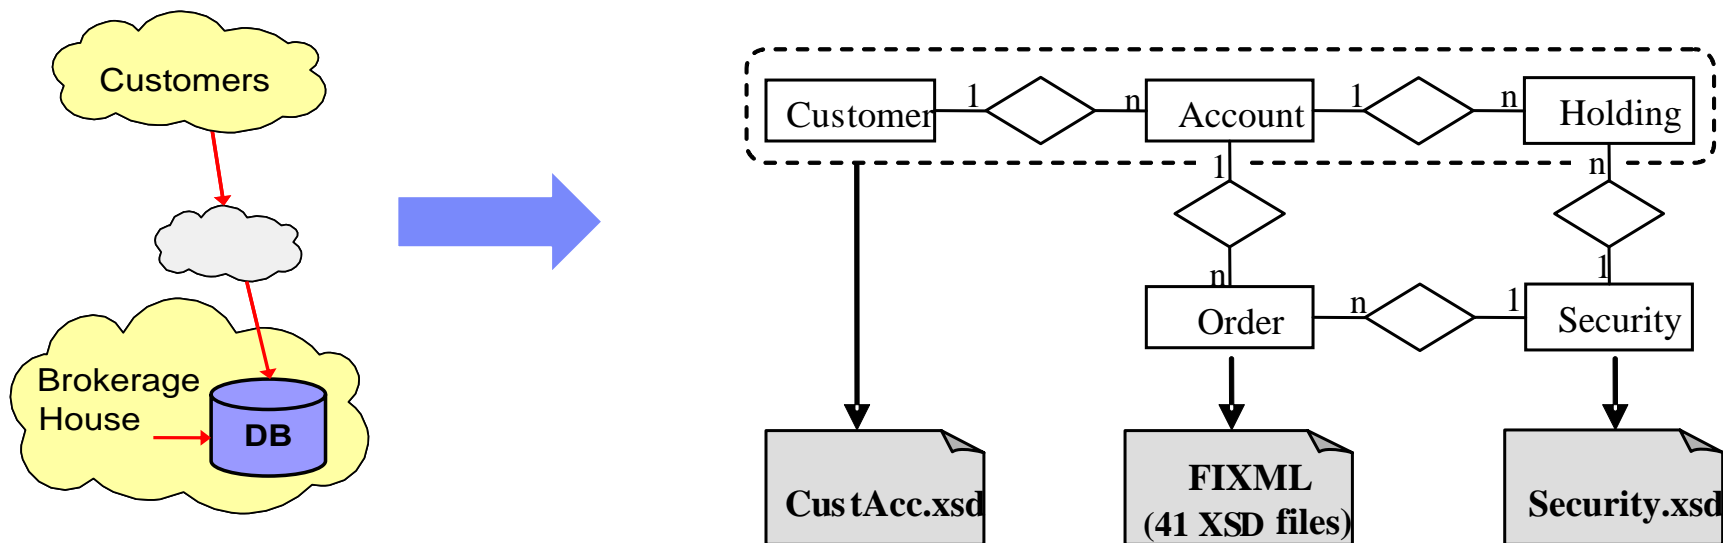 Customers
Brokerage
House
DB
Customer 1 n Account 1 n Holding
1 n
n 1
Order n 1 Security
CustAcc.xsd
FIXML
(41 XSD files)
Security.xsd